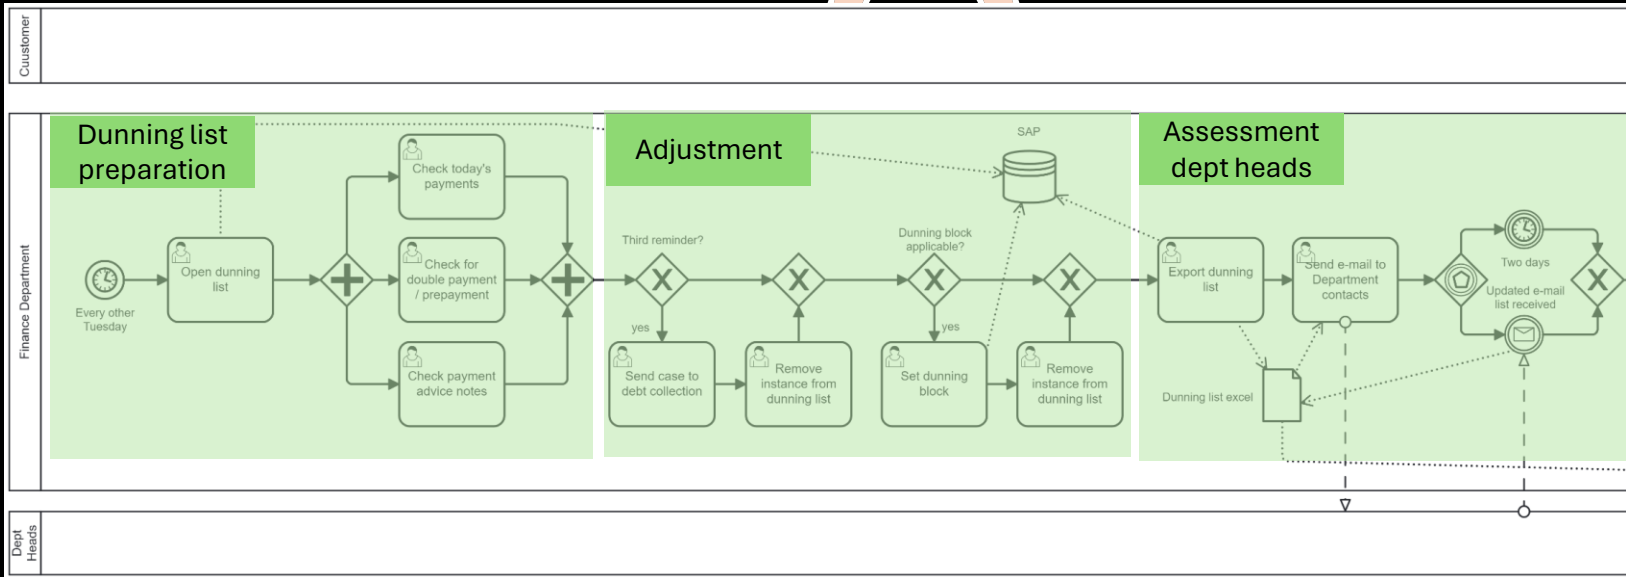 Cuustomer
Finance Department
Dunning list
preparation
Every other
Tuesday
Open dunning
list
Check today's
payments
Check for
double payment
/ prepayment
Check payment
advice notes
Adjustment
Third reminder?
yes
Send case to
debt collection
Remove
instance from
dunning list
Dunning block
applicable?
yes
Set dunning
block
Remove
instance from
dunning list
SAP
Assessment
dept heads
Export dunning
list
Send e-mail to
Department
contacts
Dunning list excel
Two days
Updated e-mail
list received
Dept
Heads